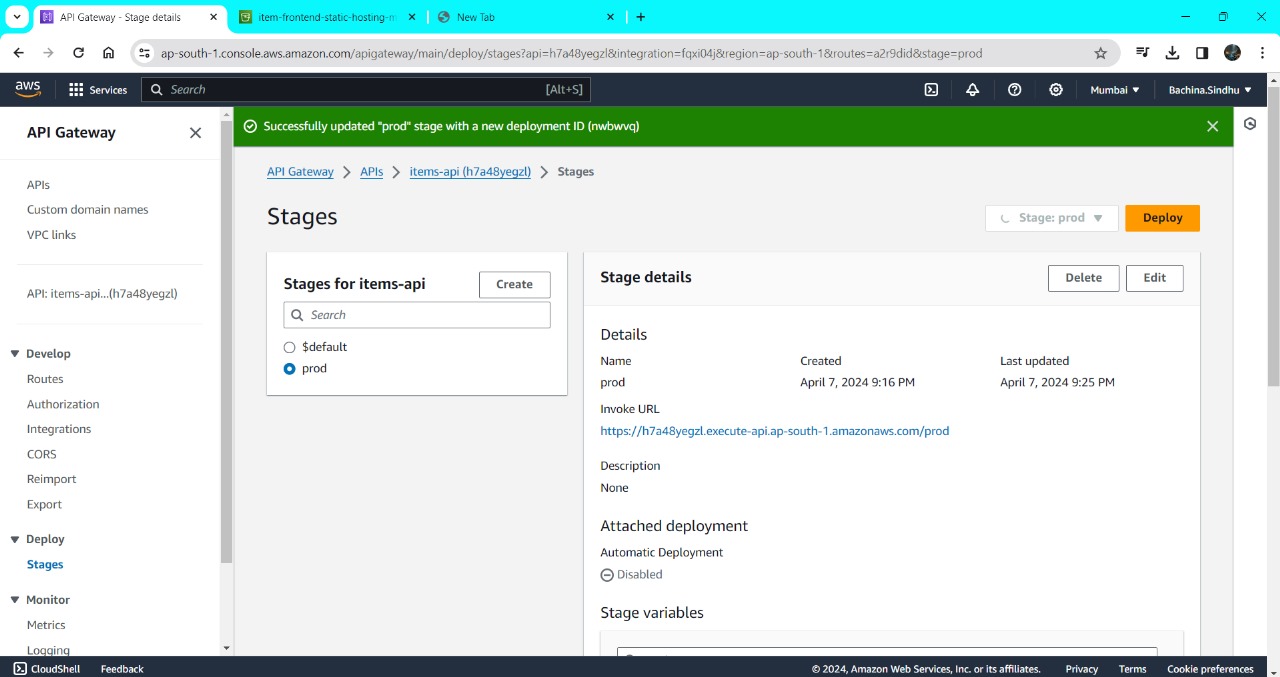 API Gateway - Stage details
item-frontend-static-hosting-m
New Tab
ap-south-1.console.aws.amazon.com/apigateway/main/deploy/stages?api=h7a48yegzl&integration=fqxi04j&region=ap-south-1&routes=a2r9did&stage=prod
aws
Services
Search
[Alt+S]
Mumbai
Bachina.Sindhu
API Gateway
Successfully updated "prod" stage with a new deployment ID (nwbwvq)
APIs
Custom domain names
VPC links
API: items-api...(h7a48yegzl)
Develop
Routes
Authorization
Integrations
CORS
Reimport
Export
Deploy
Stages
Monitor
Metrics
Logging
API Gateway > APIs > items-api (h7a48yegzl) > Stages
Stages
Stage: prod
Deploy
Stages for items-api
Create
Search
$default
prod
Stage details
Delete
Edit
Details
Name
Created
Last updated
prod
April 7, 2024 9:16 PM
April 7, 2024 9:25 PM
Invoke URL
https://h7a48yegzl.execute-api.ap-south-1.amazonaws.com/prod
Description
None
Attached deployment
Automatic Deployment
Disabled
Stage variables
CloudShell
Feedback
© 2024, Amazon Web Services, Inc. or its affiliates.
Privacy
Terms
Cookie preferences